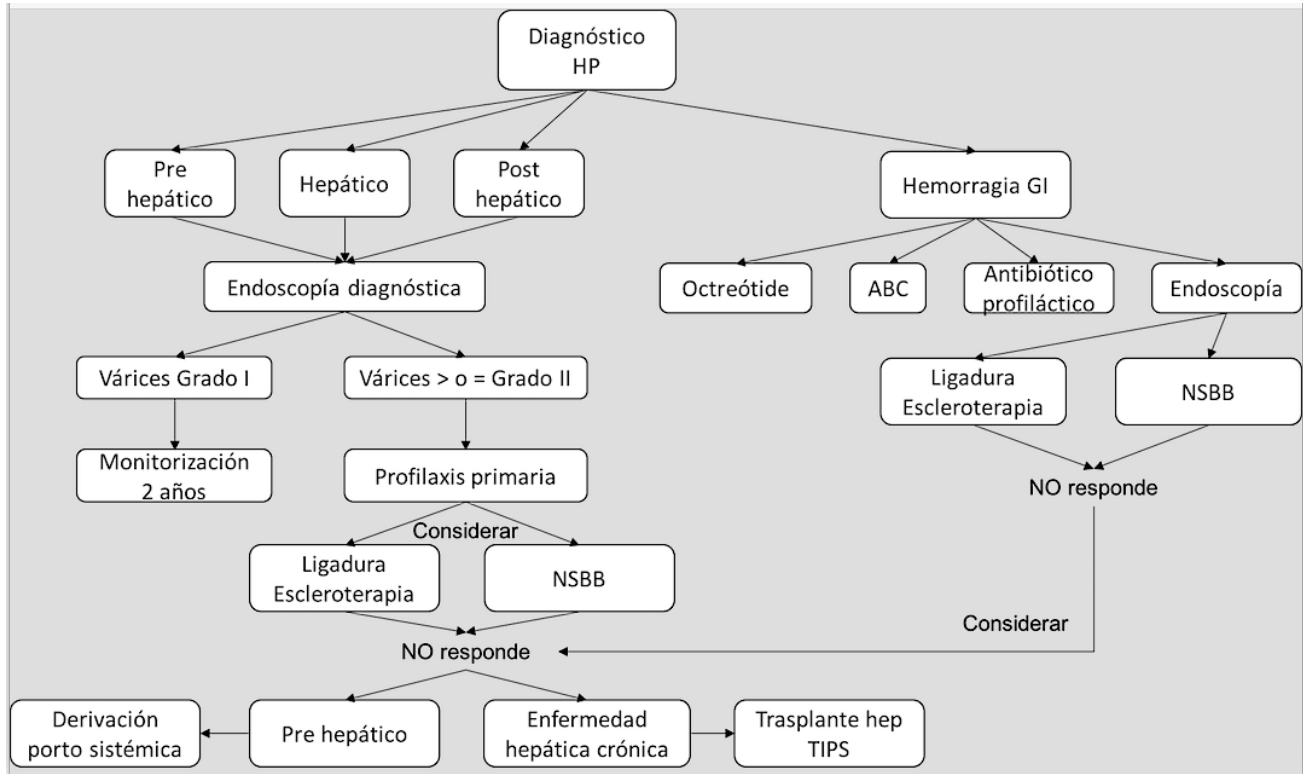 Diagnóstico
HP
Pre
hepático
Hepático
Post
hepático
Hemorragia GI
Endoscopía diagnóstica
Octreótide
ABC
Antibiótico
profiláctico
Endoscopía
Várices Grado I
Várices > o = Grado II
Ligadura
Escleroterapia
NSBB
Monitorización
2 años
Profilaxis primaria
NO responde
Considerar
Ligadura
Escleroterapia
NSBB
Considerar
NO responde
Derivación
porto sistémica
Pre hepático
Enfermedad
hepática crónica
Trasplante hep
TIPS